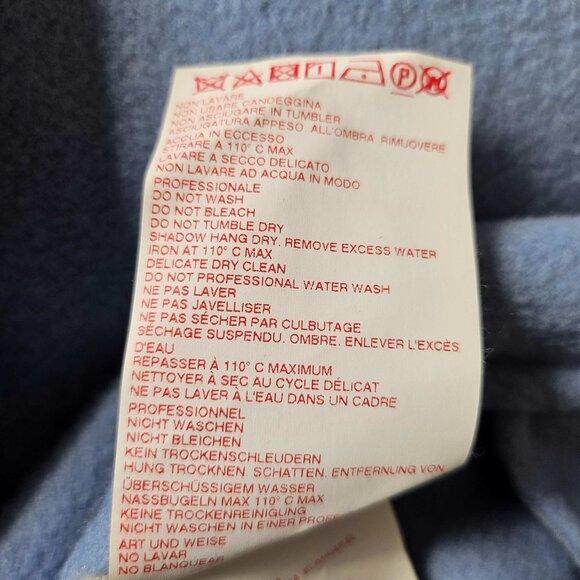 P
W
NON LAVARE
NON USARE CANDEGGINA
NON ASCIUGARE IN TUMBLER
ASCIUGATURA APPESO. ALL'OMBRA. RIMUOVERE
ACQUA IN ECCESSO
STIRARE A 110° C MAX
LAVARE A SECCO DELICATO
NON LAVARE AD ACQUA IN MODO
PROFESSIONALE
DO NOT WASH
DO NOT BLEACH
DO NOT TUMBLE DRY
SHADOW HANG DRY. REMOVE EXCESS WATER
IRON AT 110° C MAX
DELICATE DRY CLEAN
DO NOT PROFESSIONAL WATER WASH
NE PAS LAVER
NE PAS JAVELLISER
NE PAS SÉCHER PAR CULBUTAGE
SÉCHAGE SUSPENDU. OMBRE. ENLEVER L'EXCÈS
D'EAU
REPASSER À 110° C MAXIMUM
NETTOYER À SEC AU CYCLE DÉLICAT
NE PAS LAVER À L'EAU DANS UN CADRE
PROFESSIONNEL
NICHT WASCHEN
NICHT BLEICHEN
KEIN TROCKENSCHLEUDERN
HUNG TROCKNEN. SCHATTEN. ENTFERNUNG VON
ÜBERSCHÜSSIGEM WASSER
NASSBUGELN MAX 110° C MAX
KEINE TROCKENREINIGUNG
NICHT WASCHEN IN EINER PROFES
ART UND WEISE
NO LAVAR
NO BLANQUEAR